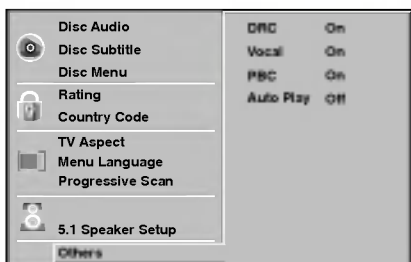 Disc Audio
Disc Subtitle
Disc Menu
Rating
Country Code
TV Aspect
Menu Language
Progressive Scan
5.1 Speaker Setup
Others
DRC On
Vocal On
PBC On
Auto Play Off